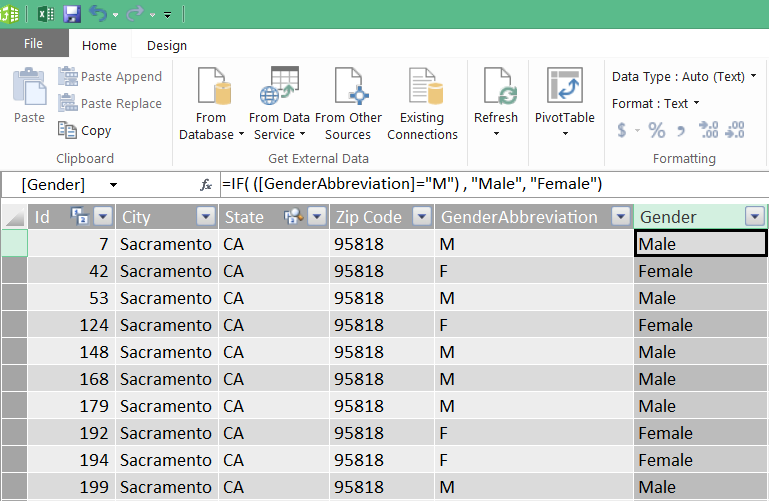 File Home Design
Paste Paste Append
Paste Replace
Copy
From Database
From Data Service
From Other Sources
Existing Connections
Refresh
PivotTable
Data Type : Auto (Text)
Format : Text
$ % , .00 .00
Clipboard Get External Data Formatting
[Gender] fx =IF( ([GenderAbbreviation]="M") , "Male", "Female")
Id City State Zip Code GenderAbbreviation Gender
7 Sacramento CA 95818 M Male
42 Sacramento CA 95818 F Female
53 Sacramento CA 95818 M Male
124 Sacramento CA 95818 F Female
148 Sacramento CA 95818 M Male
168 Sacramento CA 95818 M Male
179 Sacramento CA 95818 M Male
192 Sacramento CA 95818 F Female
194 Sacramento CA 95818 F Female
199 Sacramento CA 95818 M Male